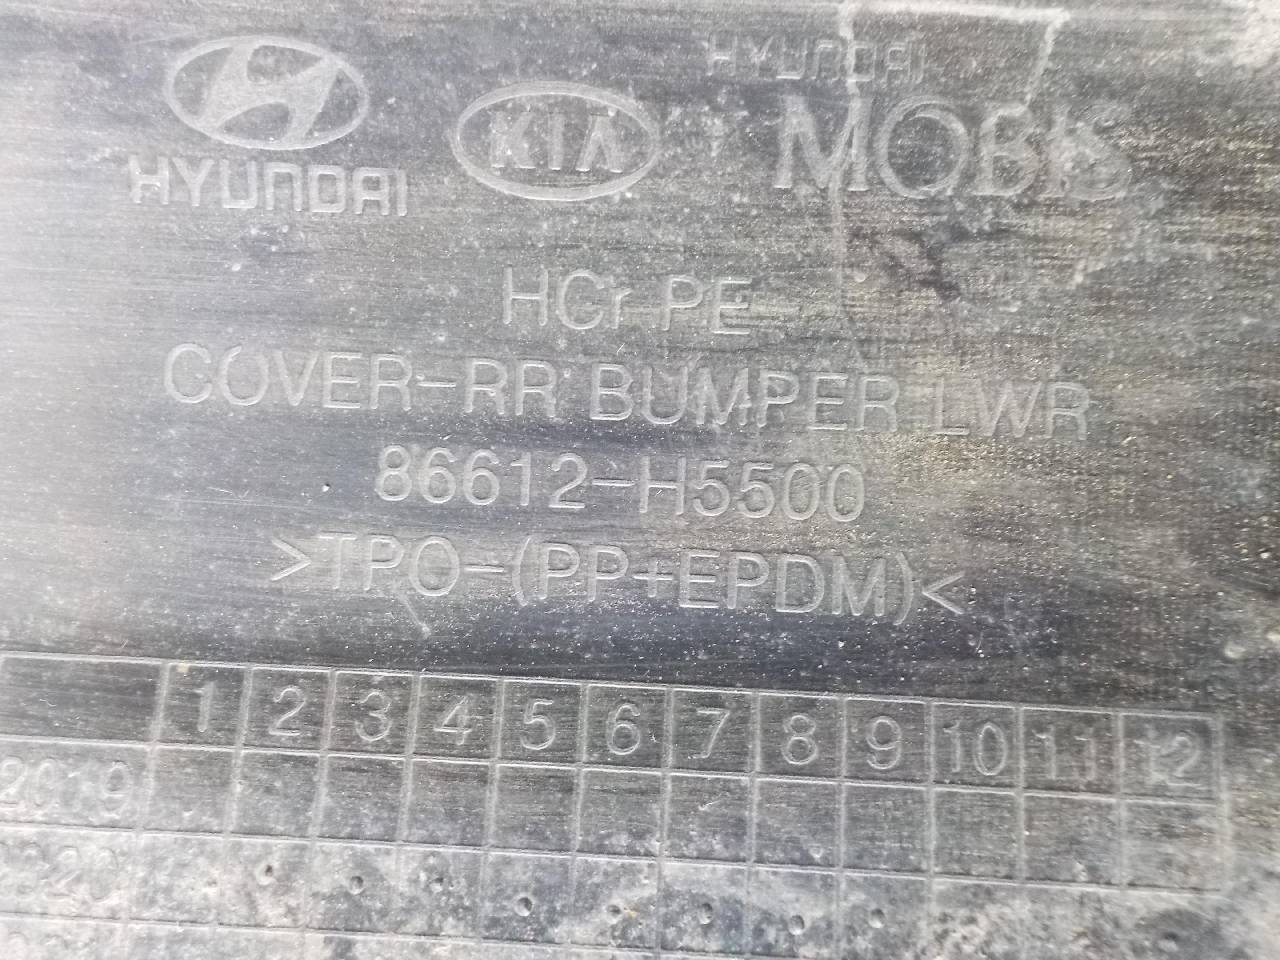 HYUNDAI
KIA
HYUNDAI
MOBIS
HCr PE
COVER-RR BUMPER LWR
86612-H5500
>TPO-(PP+EPDM)<
1 2 3 4 5 6 7 8 9 10 11 12
2019
2020